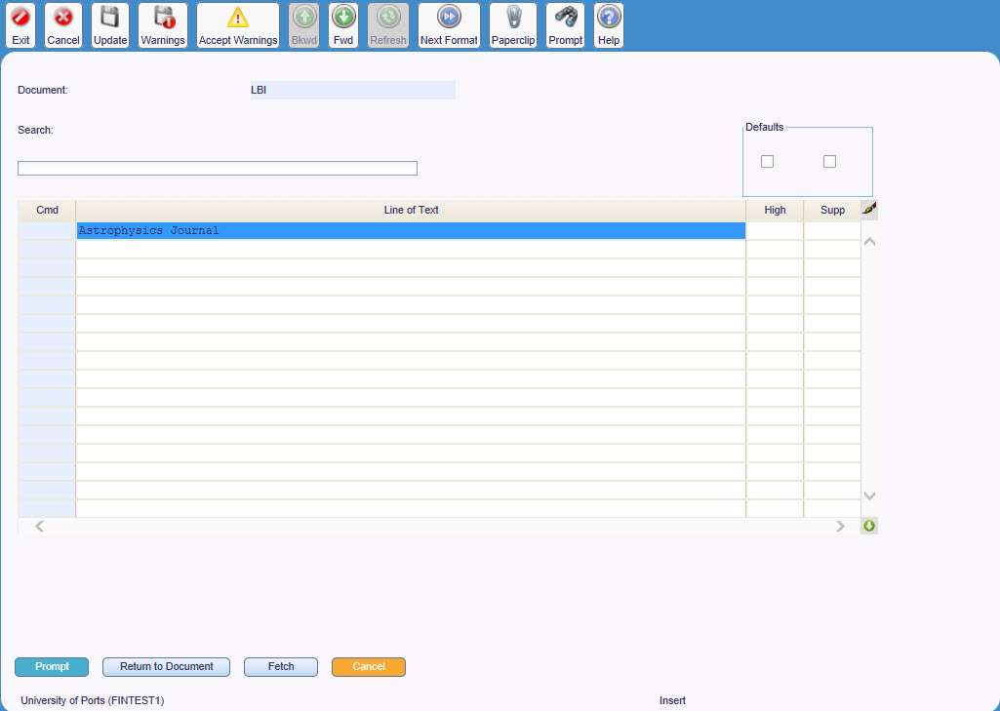 Exit Cancel Update Warnings Accept Warnings Bkwd Fwd Refresh Next Format Paperclip Prompt Help
Document: LBI
Search:
Defaults
Cmd Line of Text High Supp
Astrophysics Journal
Prompt Return to Document Fetch Cancel
University of Ports (FINTEST1) Insert